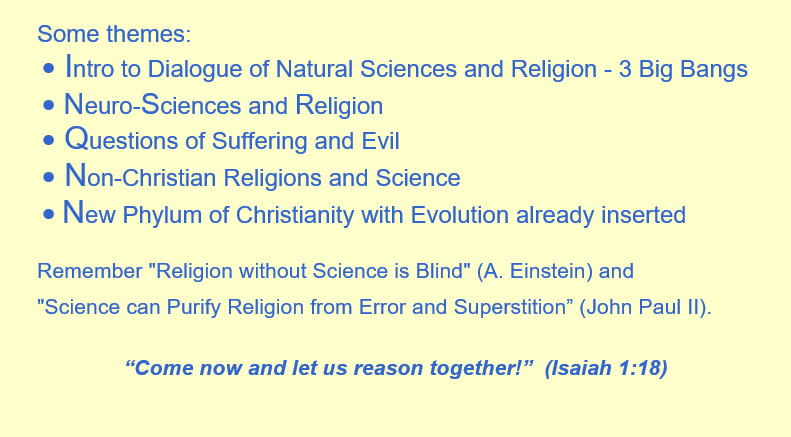 Some themes:
• Intro to Dialogue of Natural Sciences and Religion - 3 Big Bangs
• Neuro-Sciences and Religion
• Questions of Suffering and Evil
• Non-Christian Religions and Science
• New Phylum of Christianity with Evolution already inserted
Remember "Religion without Science is Blind" (A. Einstein) and
"Science can Purify Religion from Error and Superstition” (John Paul II).
“Come now and let us reason together!” (Isaiah 1:18)